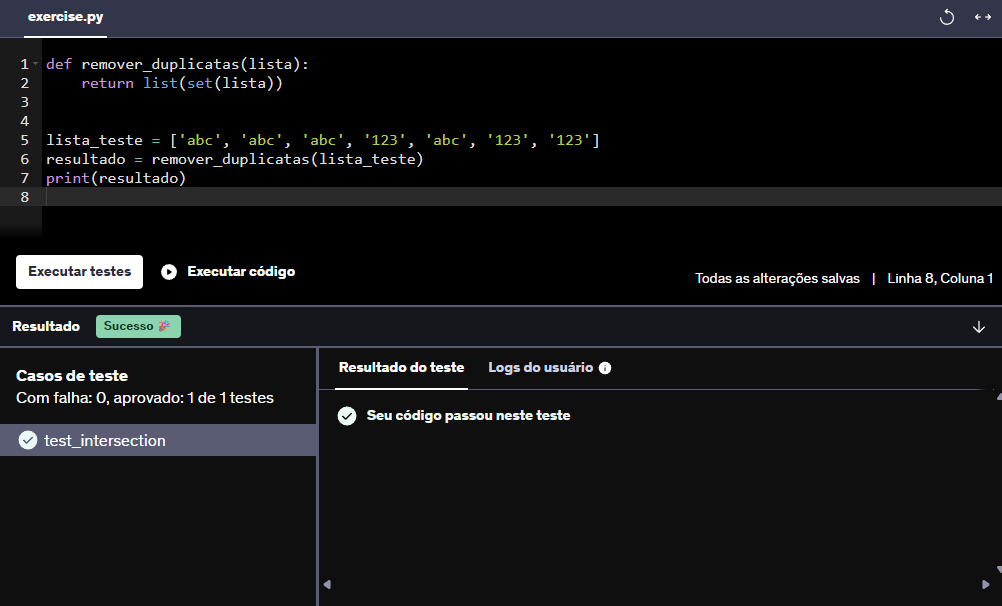 exercise.py
1 def remover_duplicatas(lista):
2     return list(set(lista))
3
4
5 lista_teste = ['abc', 'abc', 'abc', '123', 'abc', '123', '123']
6 resultado = remover_duplicatas(lista_teste)
7 print(resultado)
8
Executar testes Executar código
Todas as alterações salvas | Linha 8, Coluna 1
Resultado Sucesso 🎉
Casos de teste
Com falha: 0, aprovado: 1 de 1 testes
test_intersection
Resultado do teste Logs do usuário
Seu código passou neste teste